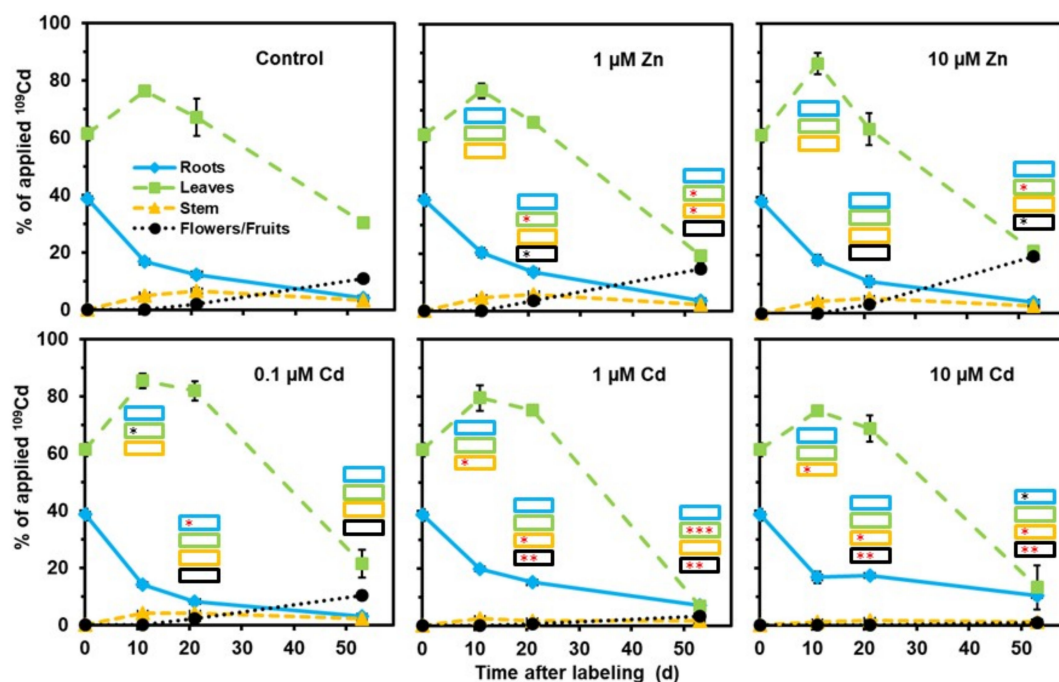 % of applied ¹⁰⁹Cd
100
80
60
40
20
0
Control
Roots
Leaves
Stem
Flowers/Fruits
1 µM Zn
*
*
*
*
10 µM Zn
*
*
% of applied ¹⁰⁹Cd
100
80
60
40
20
0
0.1 µM Cd
*
*
0 10 20 30 40 50
1 µM Cd
*
*
**
***
**
0 10 20 30 40 50
10 µM Cd
*
*
**
*
*
**
0 10 20 30 40 50
Time after labeling (d)